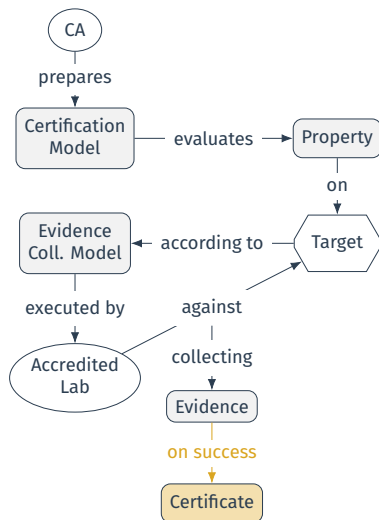 CA
prepares
Certification
Model
evaluates
Property
on
Evidence
Coll. Model
according to
Target
executed by
against
Accredited
Lab
collecting
Evidence
on success
Certificate